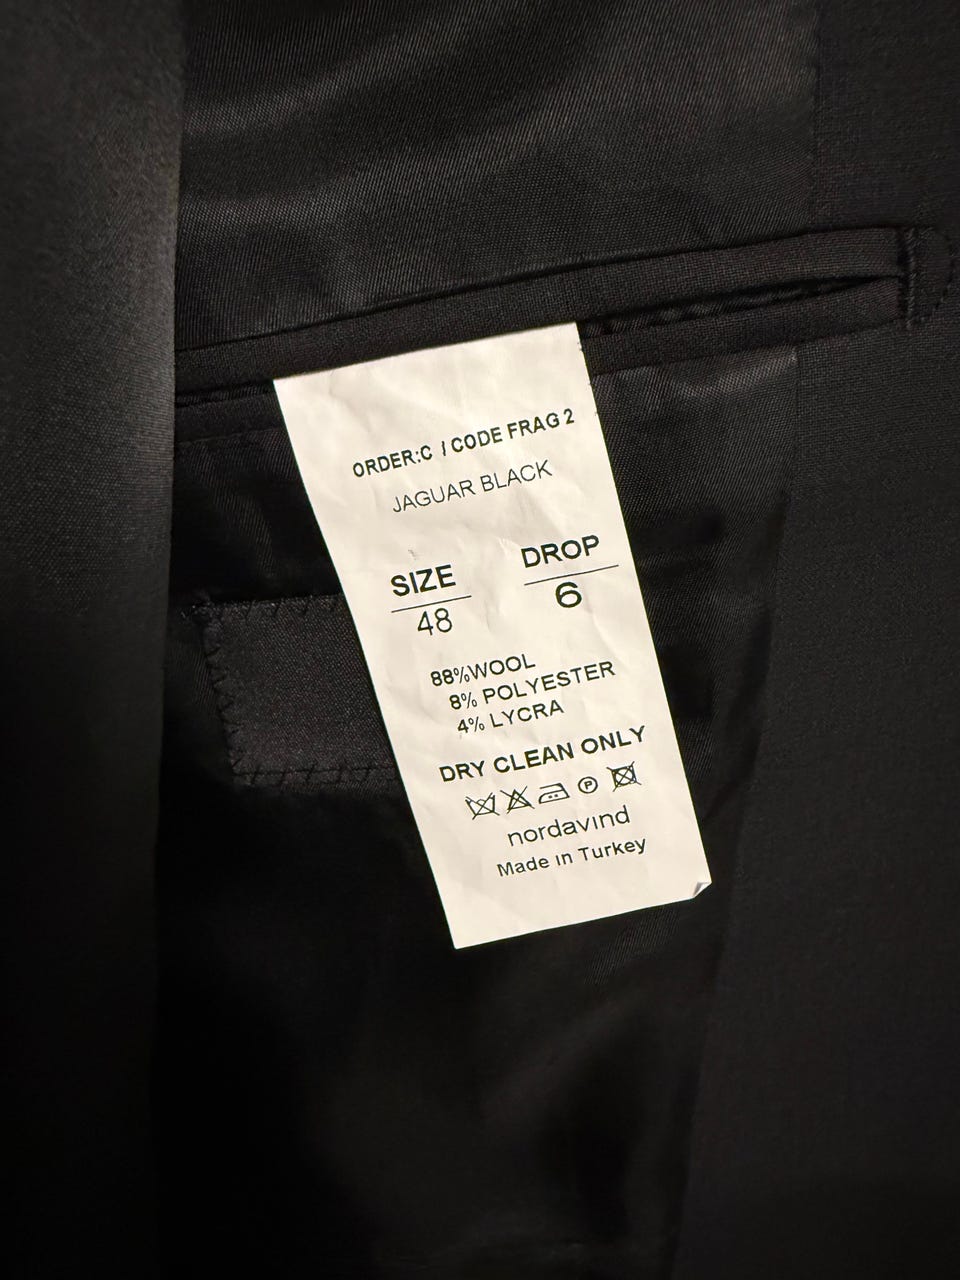 ORDER:C / CODE FRAG 2
JAGUAR BLACK
SIZE DROP
48 6
88%WOOL
8% POLYESTER
4% LYCRA
DRY CLEAN ONLY
P
nordavind
Made in Turkey